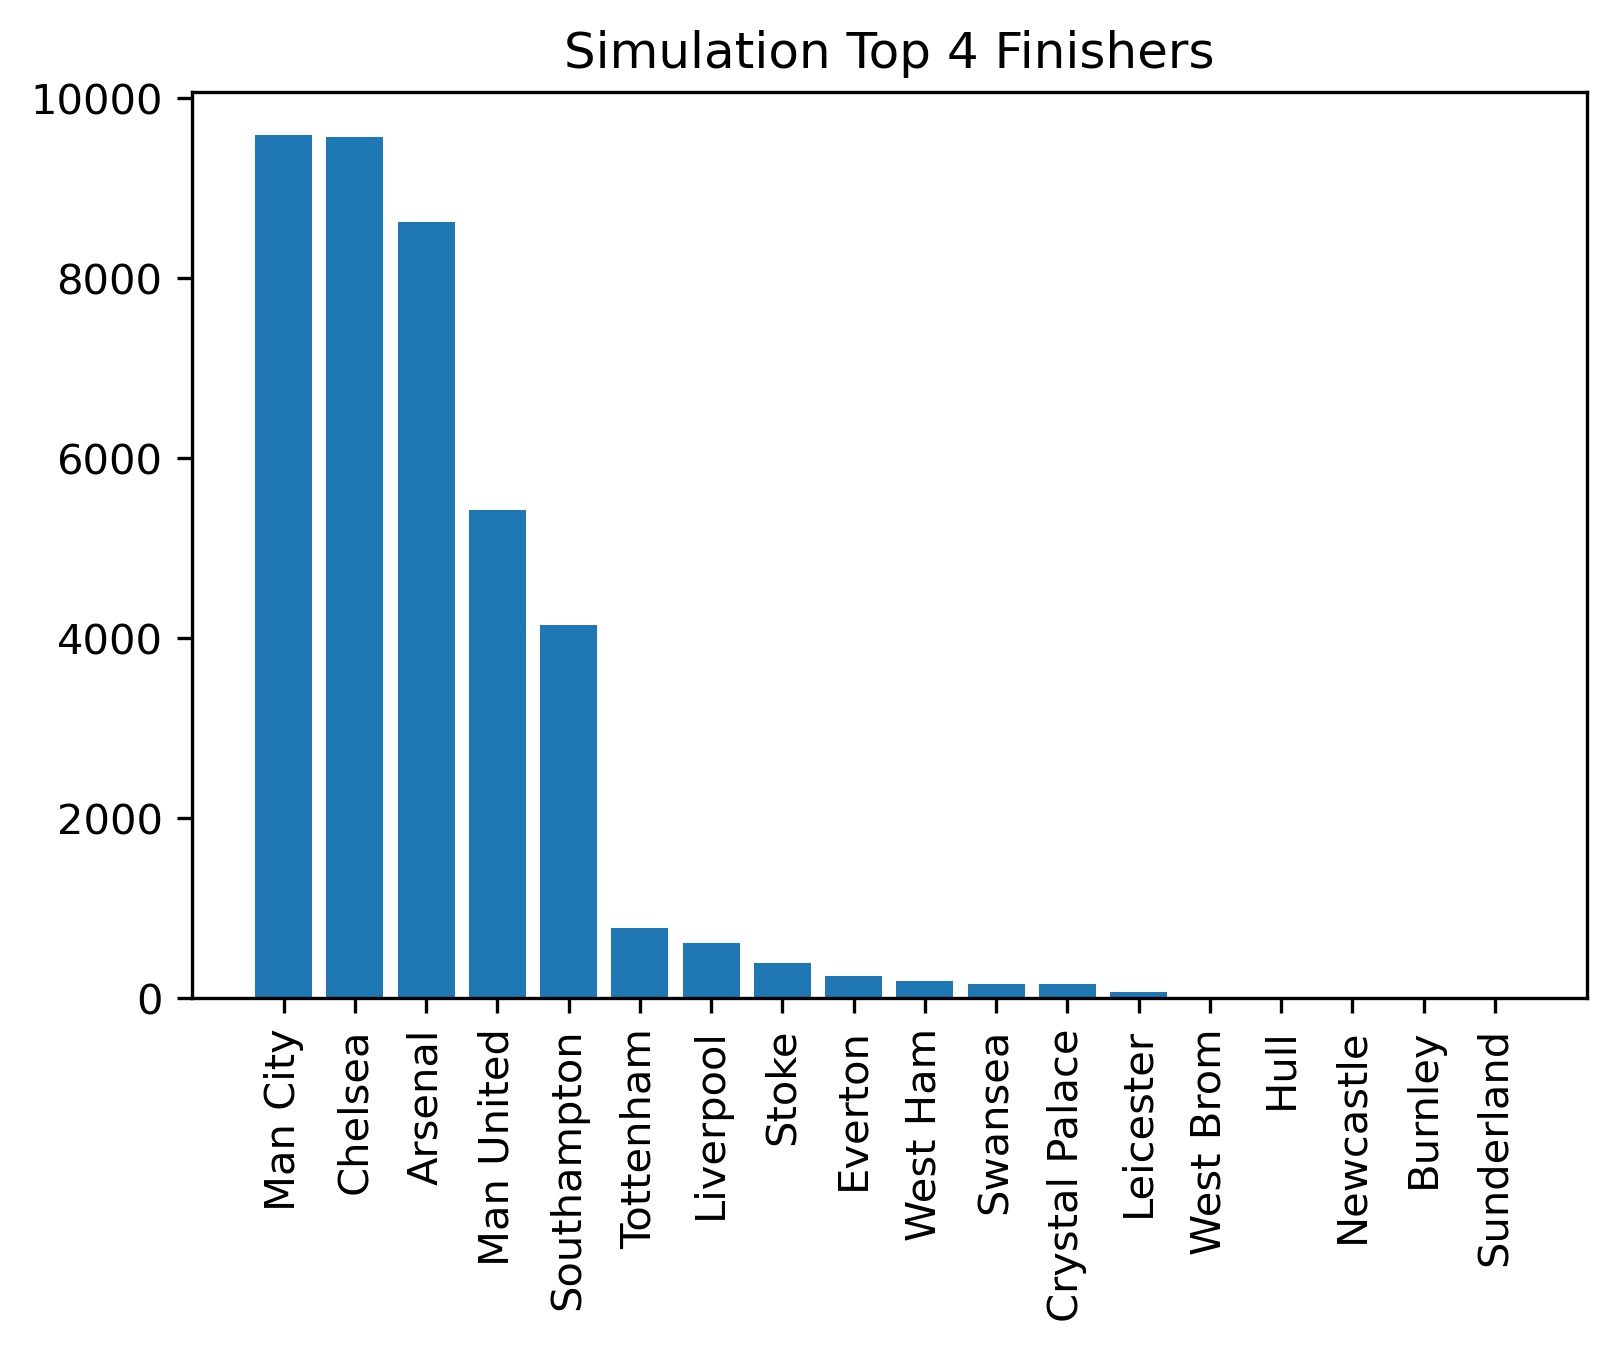 Simulation Top 4 Finishers
10000
8000
6000
4000
2000
0
Man City
Chelsea
Arsenal
Man United
Southampton
Tottenham
Liverpool
Stoke
Everton
West Ham
Swansea
Crystal Palace
Leicester
West Brom
Hull
Newcastle
Burnley
Sunderland